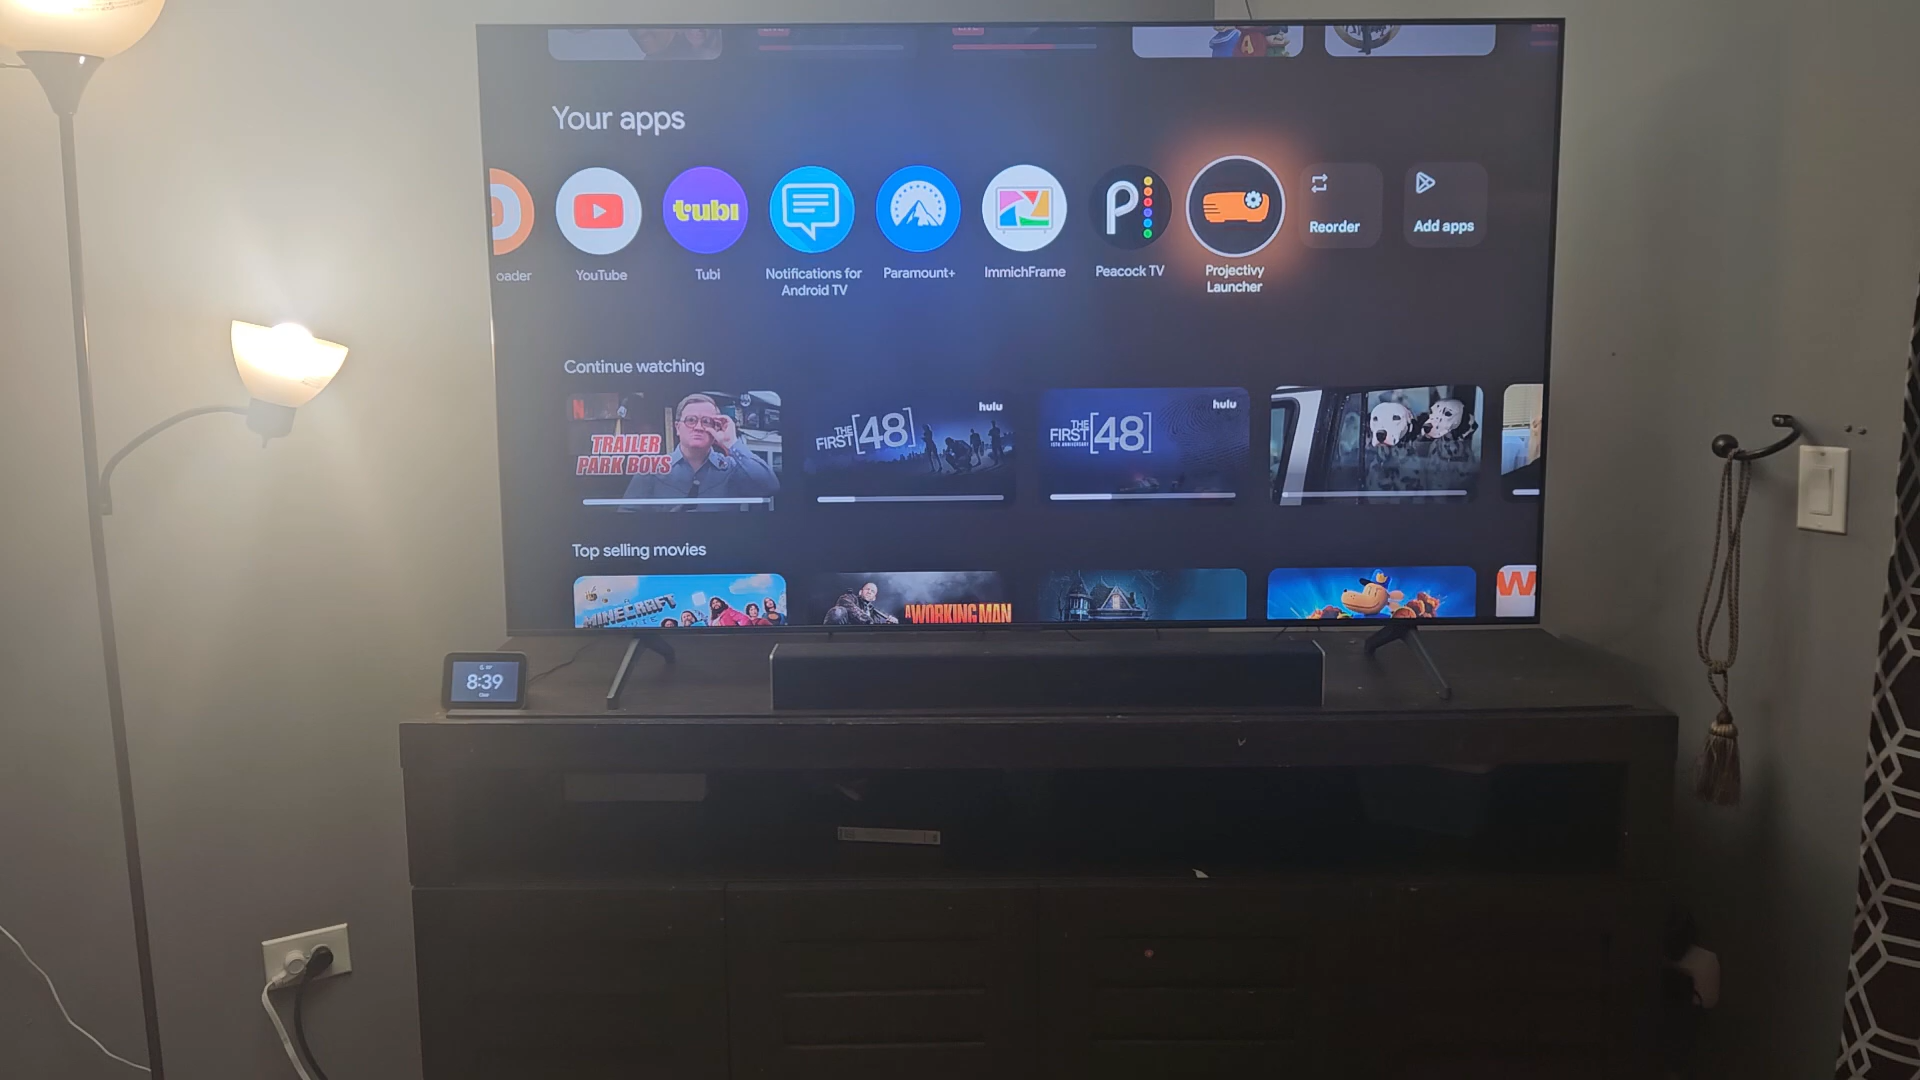 Your apps
oader
YouTube
tubi
Tubi
Notifications for
Android TV
Paramount+
ImmichFrame
P
Peacock TV
Projectivy
Launcher
Reorder
Add apps
Continue watching
N
TRAILER
PARK BOYS
THE
FIRST [48]
hulu
THE
FIRST [48]
hulu
Top selling movies
MINECRAFT
A WORKING MAN
W
8:39